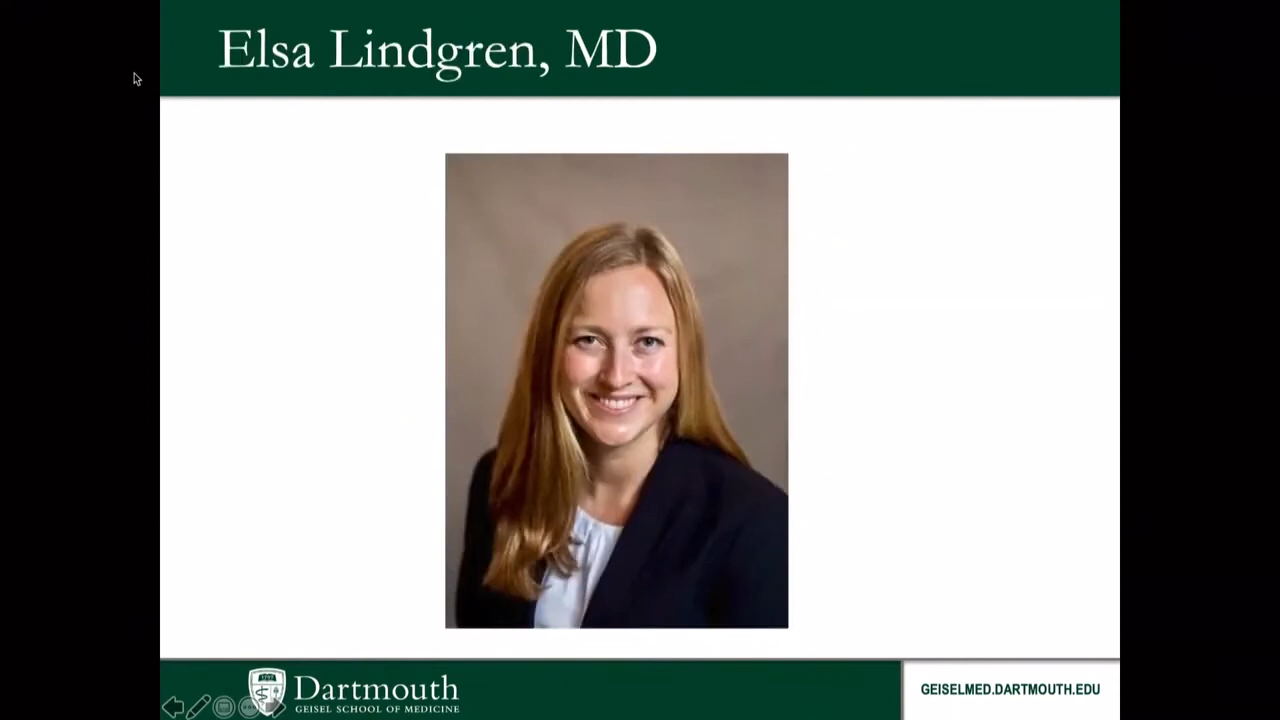 Elsa Lindgren, MD
Dartmouth
GEISEL SCHOOL OF MEDICINE
GEISELMED.DARTMOUTH.EDU